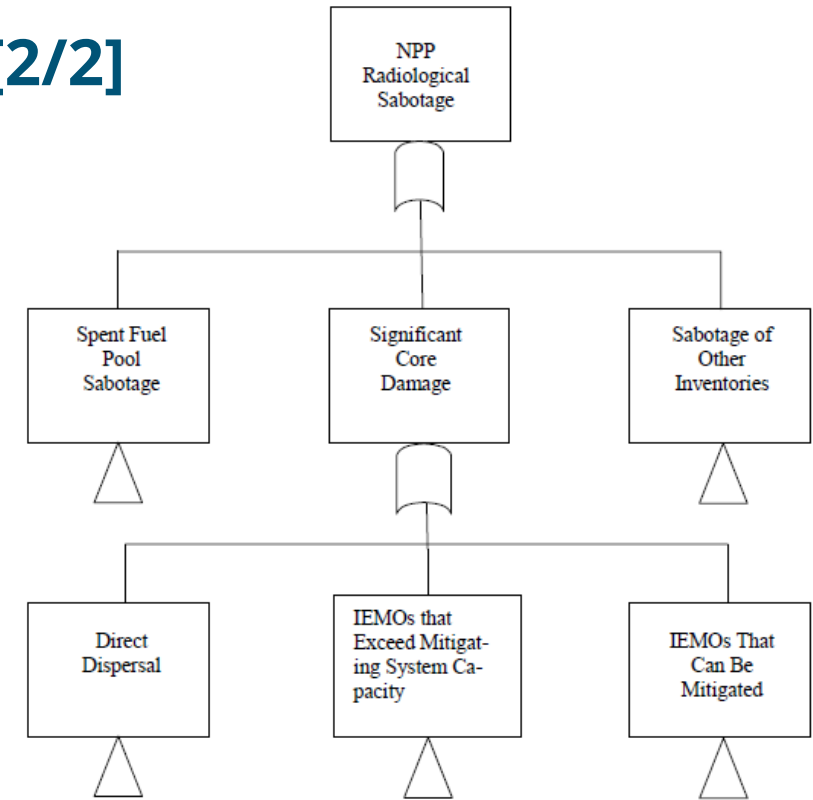 [2/2]
NPP
Radiological
Sabotage
Spent Fuel
Pool
Sabotage
Significant
Core
Damage
Sabotage of
Other
Inventories
Direct
Dispersal
IEMOs that
Exceed Mitigat-
ing System Ca-
pacity
IEMOs That
Can Be
Mitigated